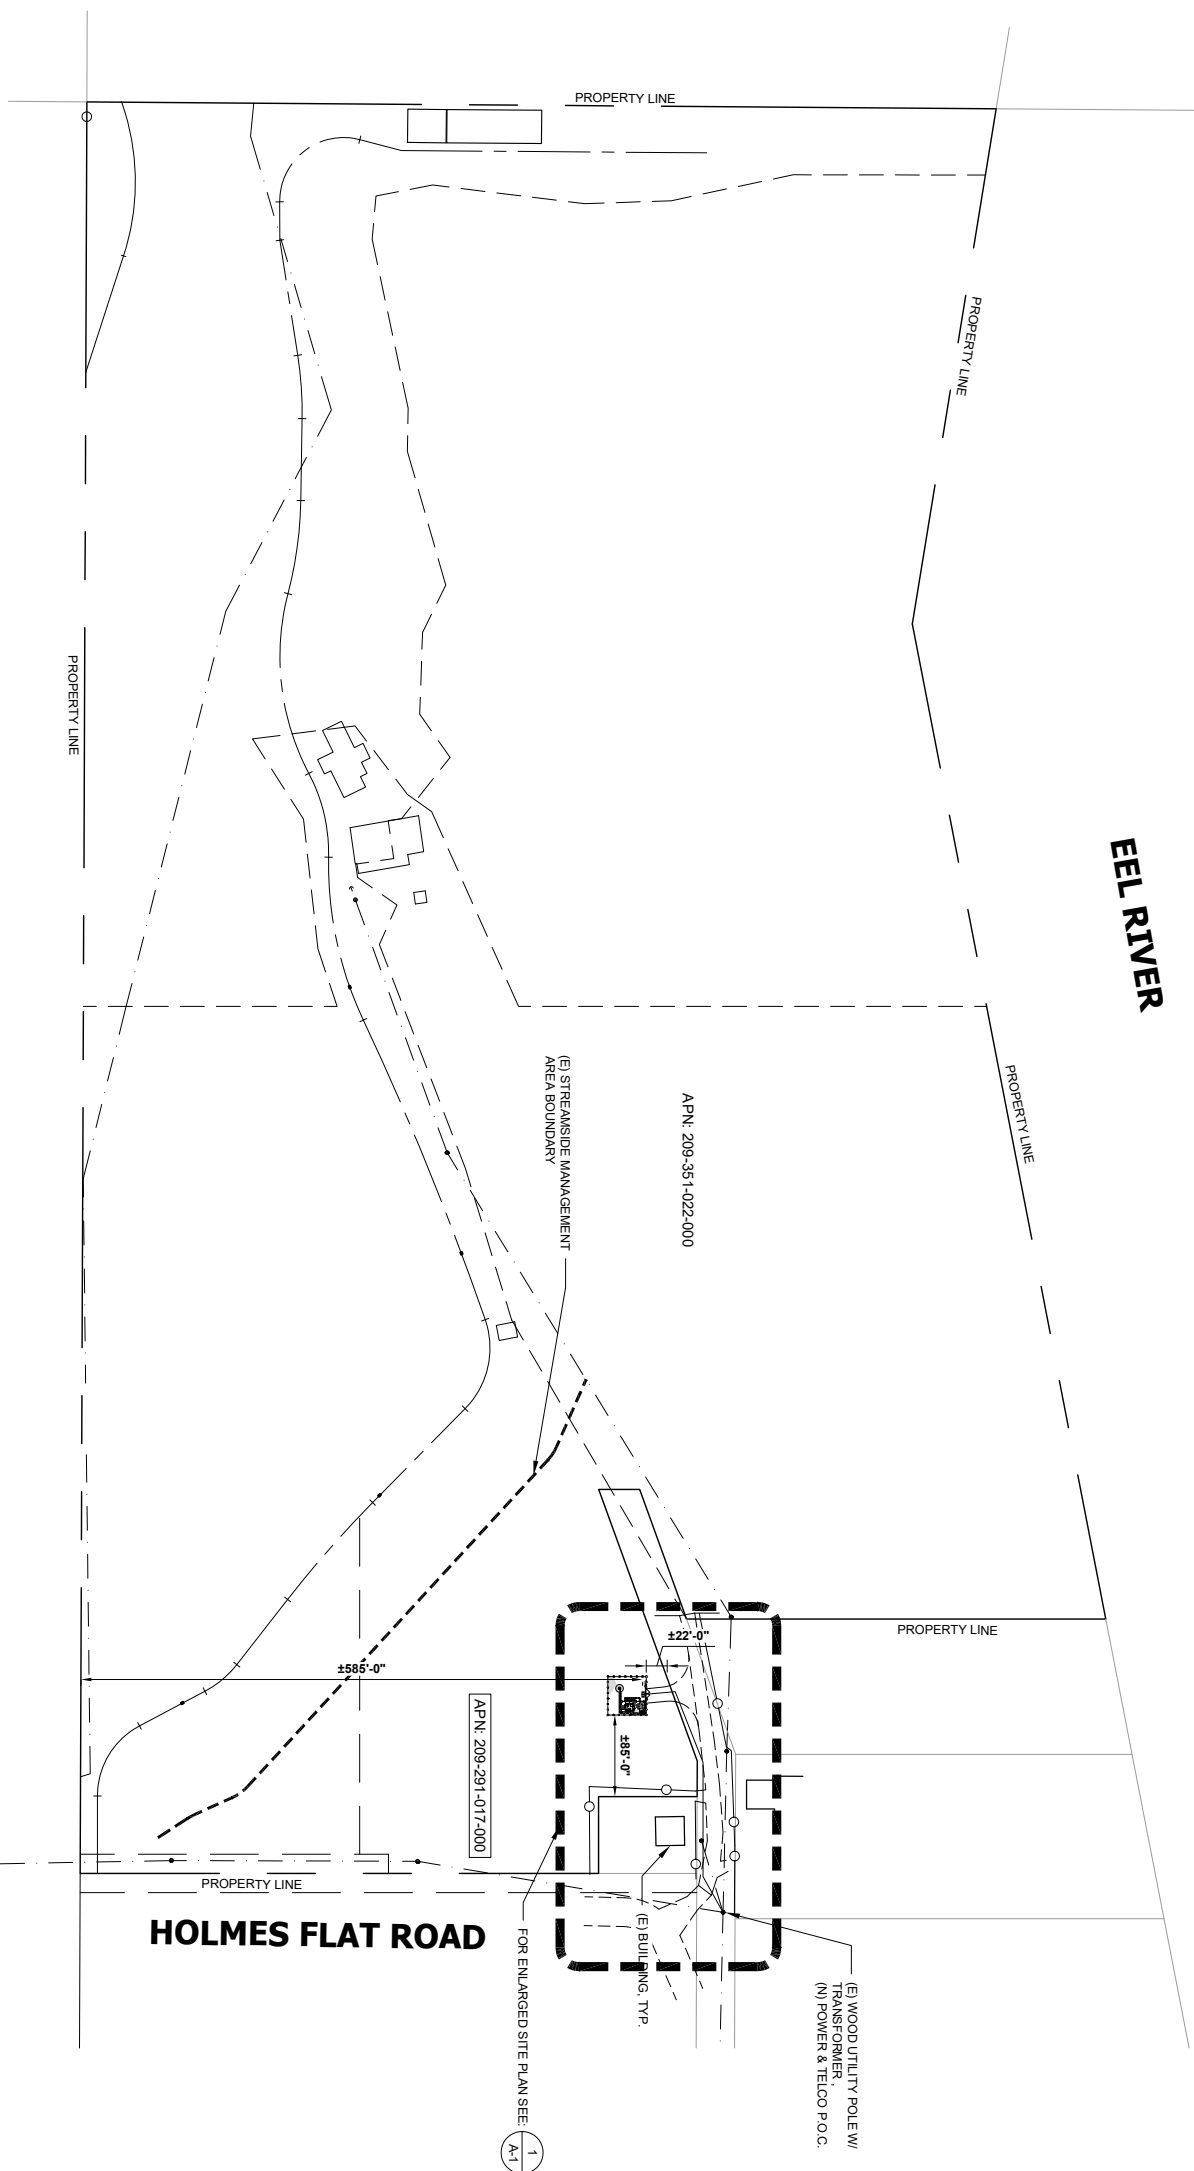 PROPERTY LINE
PROPERTY LINE
PROPERTY LINE
EEL RIVER
PROPERTY LINE
APN: 209-351-022-000
(E) STREAMSIDE MANAGEMENT
AREA BOUNDARY
PROPERTY LINE
±22'-0"
±585'-0"
±85'-0"
APN: 209-291-017-000
PROPERTY LINE
HOLMES FLAT ROAD
(E) BUILDING, TYP.
FOR ENLARGED SITE PLAN SEE:
1
A-1
(E) WOOD UTILITY POLE W/
TRANSFORMER,
(N) POWER & TELCO P.O.C.